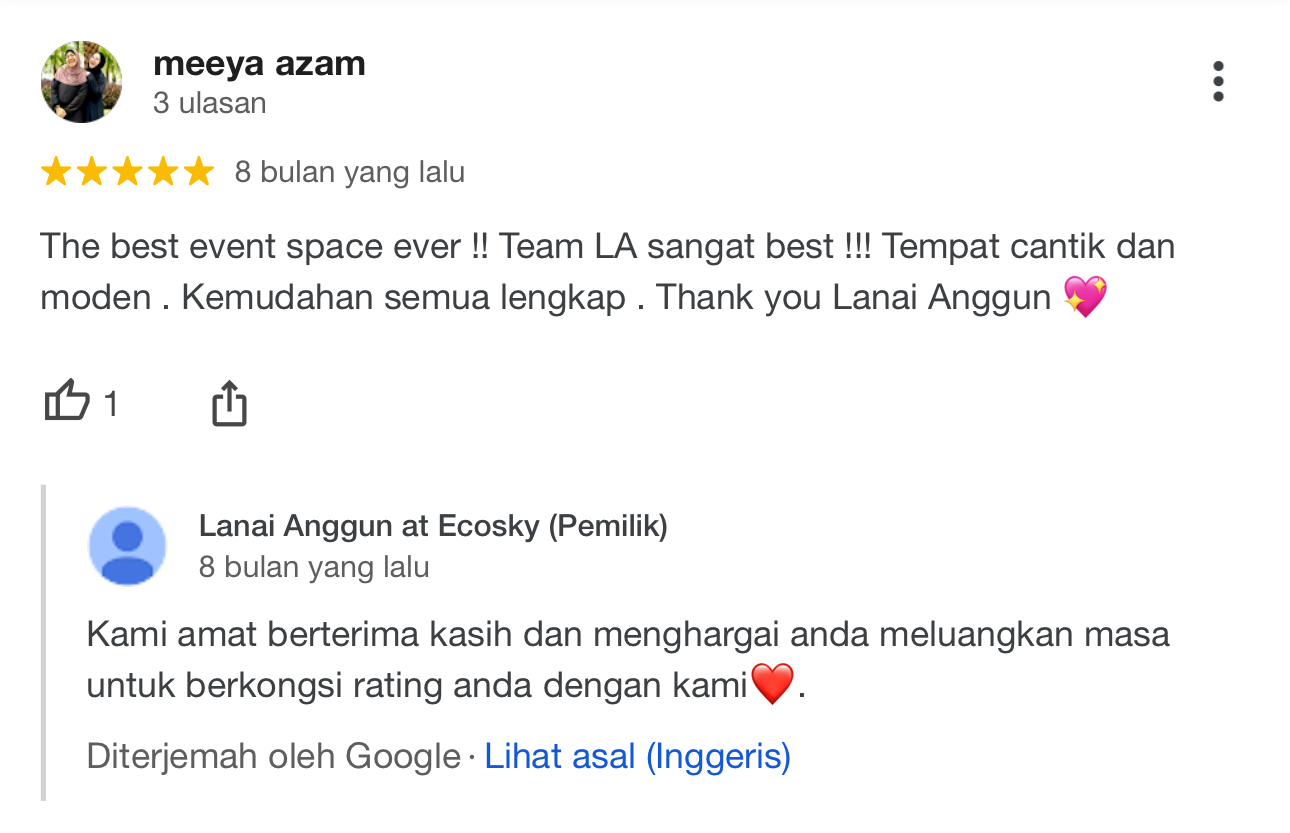 meeya azam
3 ulasan
8 bulan yang lalu
The best event space ever !! Team LA sangat best !!! Tempat cantik dan
moden . Kemudahan semua lengkap . Thank you Lanai Anggun 💖
1
Lanai Anggun at Ecosky (Pemilik)
8 bulan yang lalu
Kami amat berterima kasih dan menghargai anda meluangkan masa
untuk berkongsi rating anda dengan kami❤️.
Diterjemah oleh Google · Lihat asal (Inggeris)